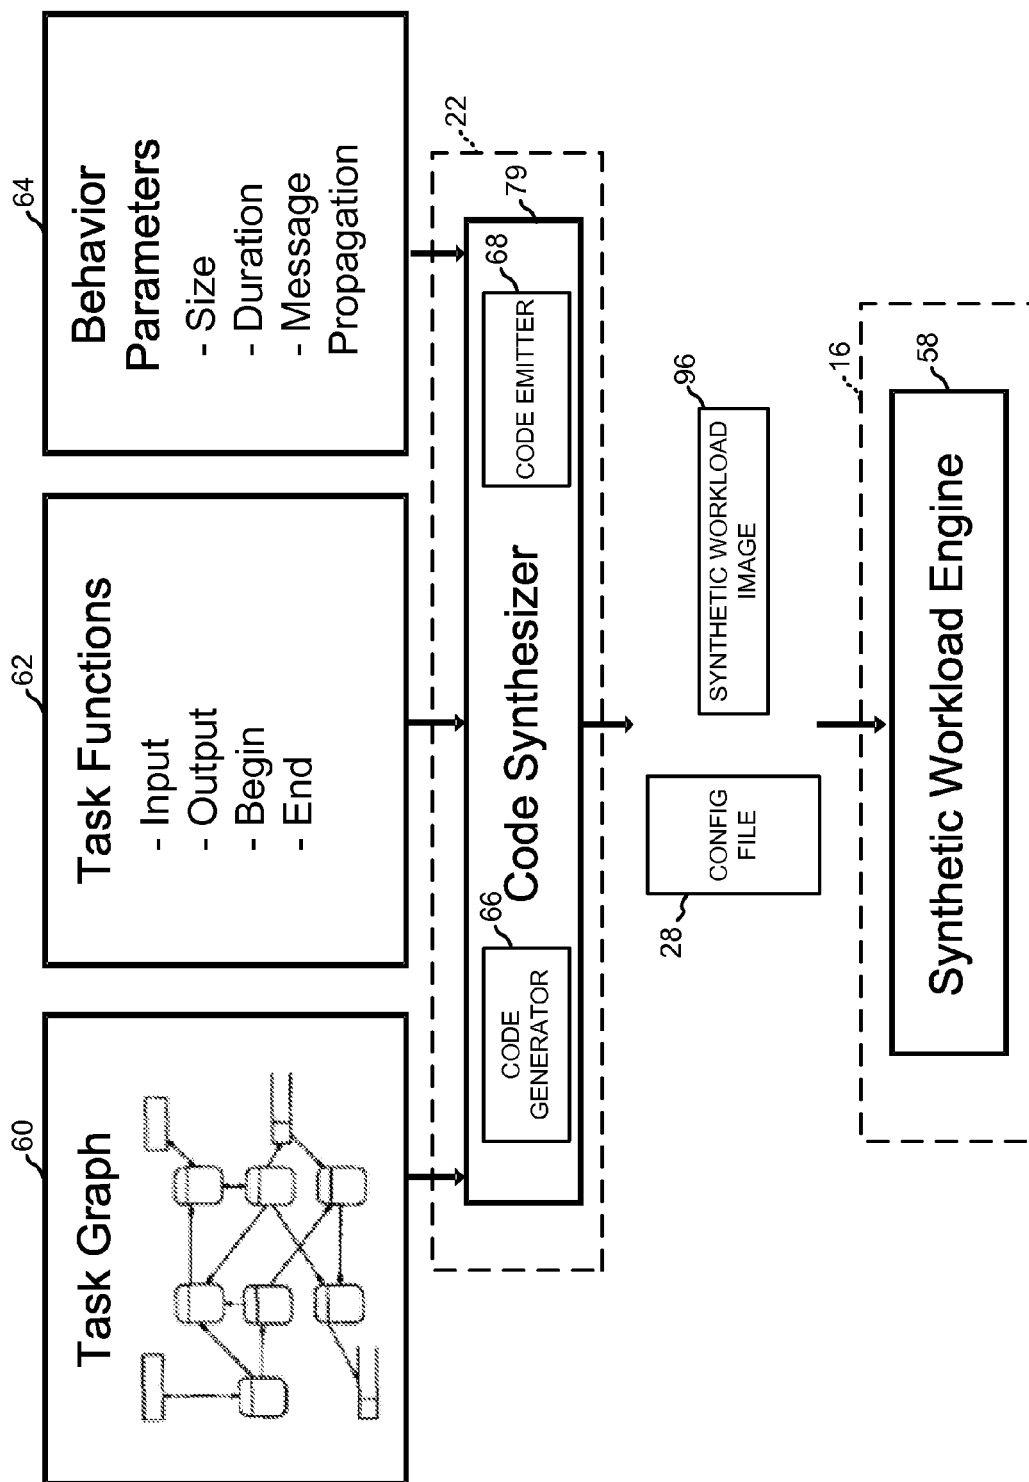 60
Task Graph
62
Task Functions
- Input
- Output
- Begin
- End
64
Behavior
Parameters
- Size
- Duration
- Message
Propagation
22
66
CODE
GENERATOR
Code Synthesizer
68
CODE EMITTER
79
28
CONFIG
FILE
SYNTHETIC WORKLOAD
IMAGE
96
16
Synthetic Workload Engine
58